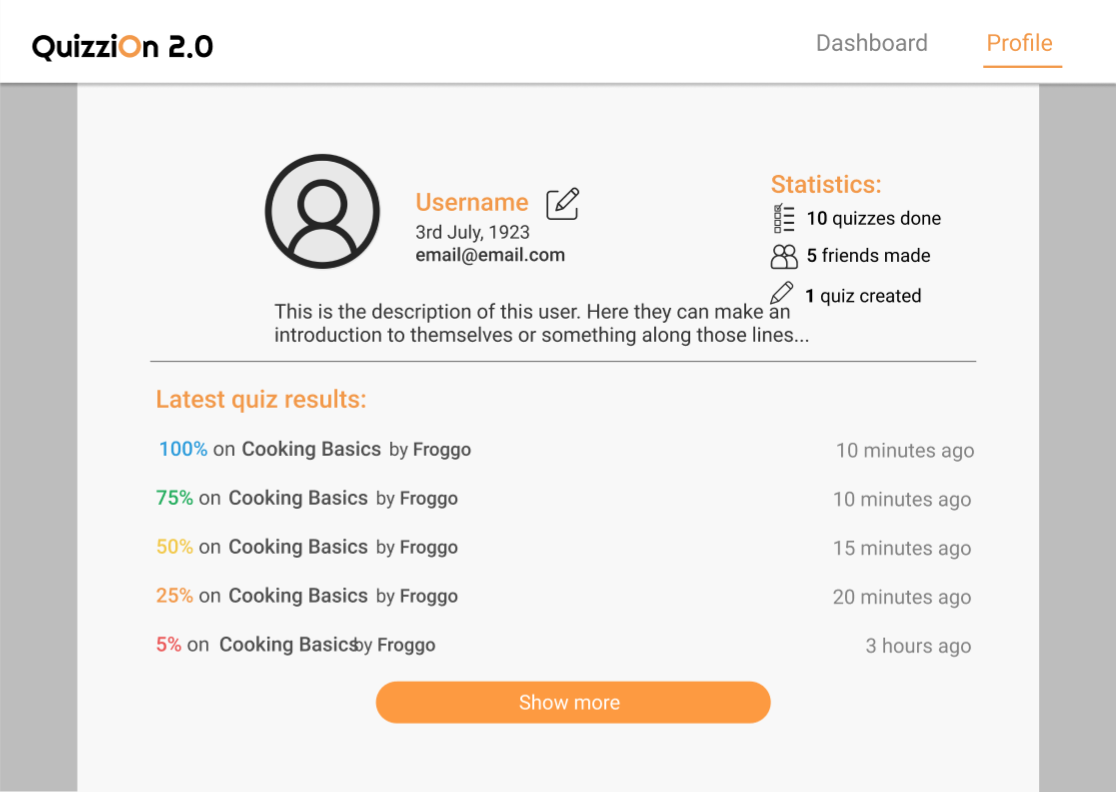 QuizziOn 2.0
Dashboard
Profile
Username
3rd July, 1923
email@email.com
Statistics:
10 quizzes done
5 friends made
1 quiz created
This is the description of this user. Here they can make an
introduction to themselves or something along those lines...
Latest quiz results:
100% on Cooking Basics by Froggo 10 minutes ago
75% on Cooking Basics by Froggo 10 minutes ago
50% on Cooking Basics by Froggo 15 minutes ago
25% on Cooking Basics by Froggo 20 minutes ago
5% on Cooking Basics by Froggo 3 hours ago
Show more